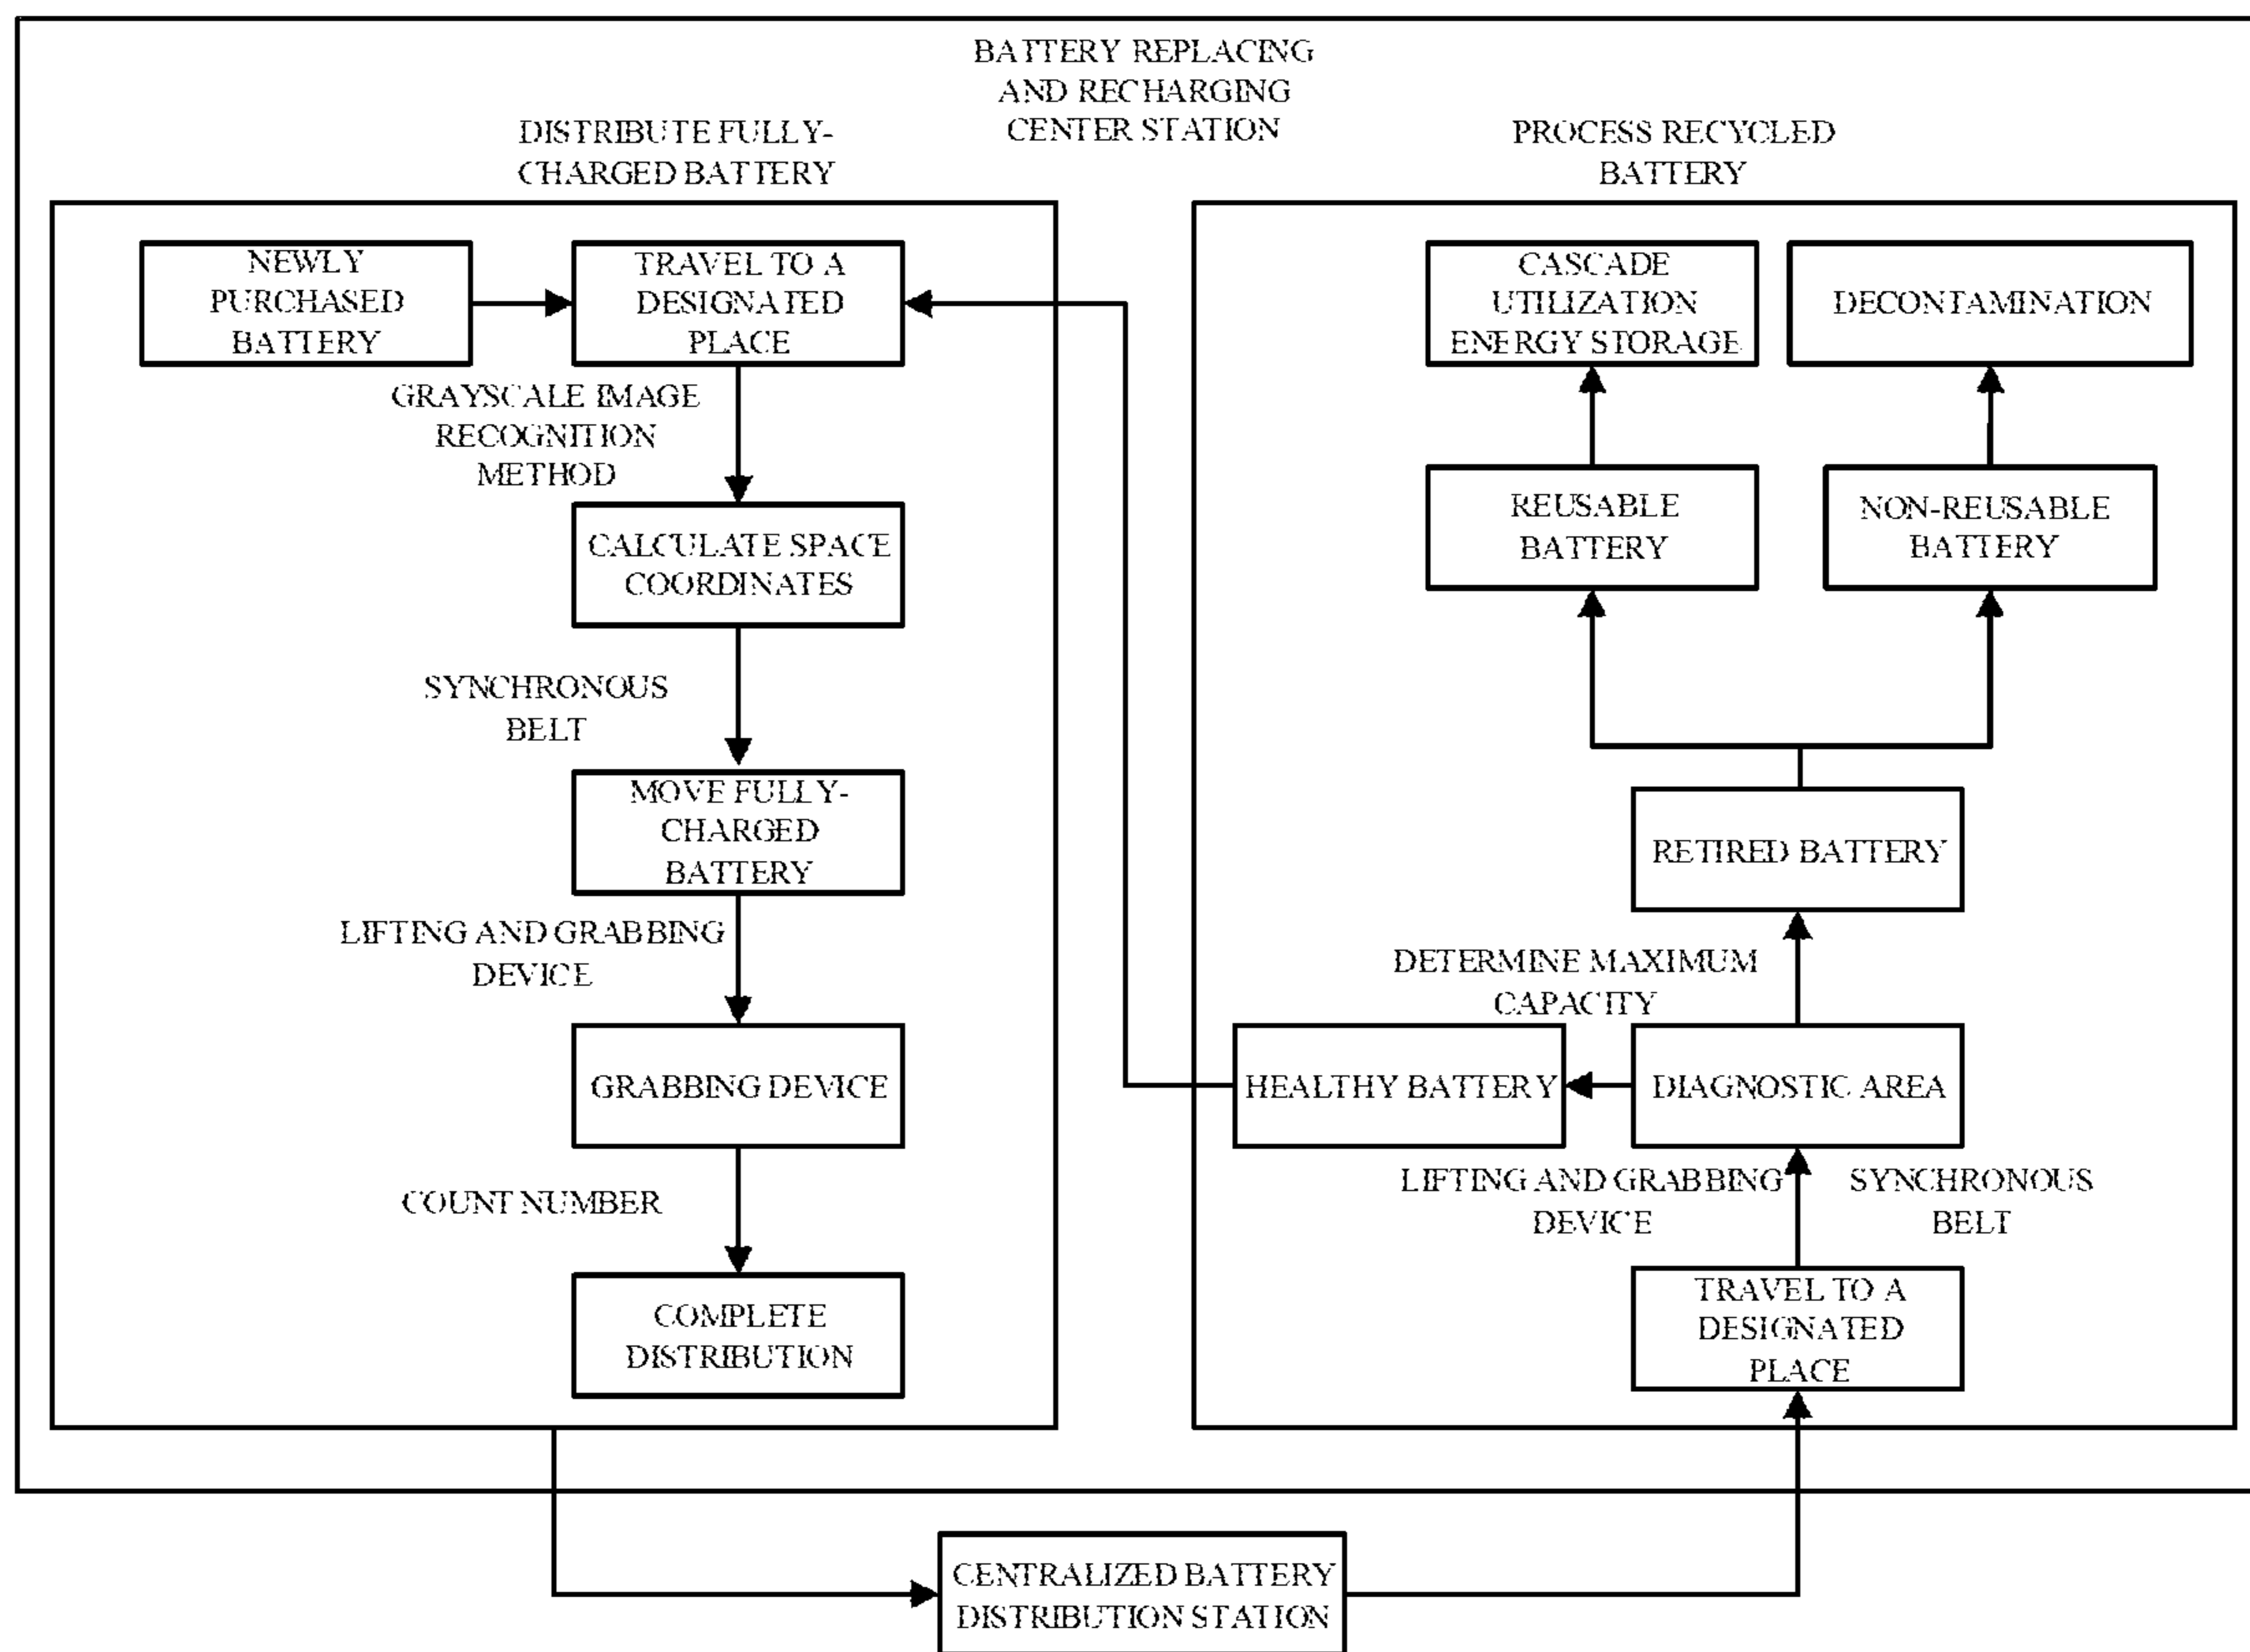 BATTERY REPLACING
AND RECHARGING
CENTER STATION
DISTRIBUTE FULLY-
CHARGED BATTERY
NEWLY
PURCHASED
BATTERY
TRAVEL TO A
DESIGNATED
PLACE
GRAYSCALE IMAGE
RECOGNITION
METHOD
CALCULATE SPACE
COORDINATES
SYNCHRONOUS
BELT
MOVE FULLY-
CHARGED
BATTERY
LIFTING AND GRABBING
DEVICE
GRABBING DEVICE
COUNT NUMBER
COMPLETE
DISTRIBUTION
PROCESS RECYCLED
BATTERY
CASCADE
UTILIZATION
ENERGY STORAGE
DECONTAMINATION
REUSABLE
BATTERY
NON-REUSABLE
BATTERY
RETIRED BATTERY
DETERMINE MAXIMUM
CAPACITY
HEALTHY BATTERY
DIAGNOSTIC AREA
LIFTING AND GRABBING
DEVICE
SYNCHRONOUS
BELT
TRAVEL TO A
DESIGNATED
PLACE
CENTRALIZED BATTERY
DISTRIBUTION STATION